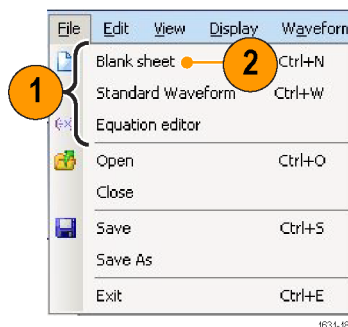 File Edit View Display Waveform
Blank sheet Ctrl+N
Standard Waveform Ctrl+W
Equation editor
Open Ctrl+O
Close
Save Ctrl+S
Save As
Exit Ctrl+E
1
2